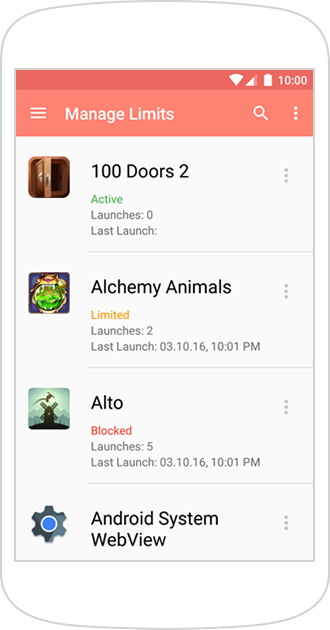 10:00
Manage Limits
100 Doors 2
Active
Launches: 0
Last Launch:
Alchemy Animals
Limited
Launches: 2
Last Launch: 03.10.16, 10:01 PM
Alto
Blocked
Launches: 5
Last Launch: 03.10.16, 10:01 PM
Android System
WebView